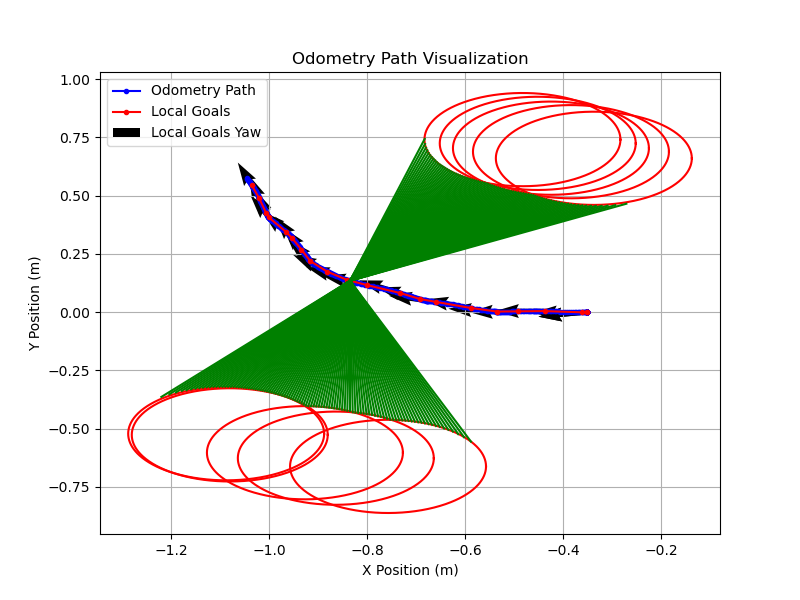 Odometry Path Visualization
Odometry Path
Local Goals
Local Goals Yaw
Y Position (m)
1.00
0.75
0.50
0.25
0.00
−0.25
−0.50
−0.75
−1.2 −1.0 −0.8 −0.6 −0.4 −0.2
X Position (m)